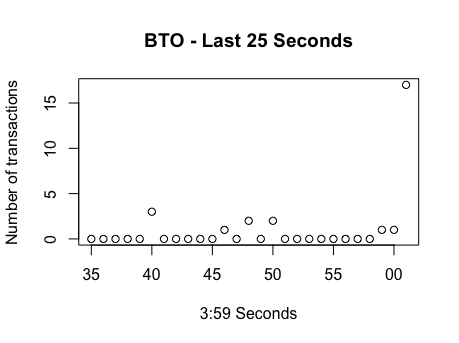 BTO - Last 25 Seconds
Number of transactions
15
10
5
0
35 40 45 50 55 00
3:59 Seconds